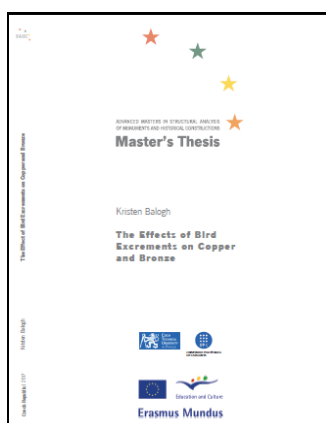 ADVANCED MASTERS IN STRUCTURAL ANALYSIS
OF MONUMENTS AND HISTORICAL CONSTRUCTIONS
Master's Thesis
Kristen Balogh
The Effects of Bird
Excrements on Copper
and Bronze
Education and Culture
Erasmus Mundus
The Effect of Bird Excrements on Copper and Bronze
Kristen Balogh
Czech Republic